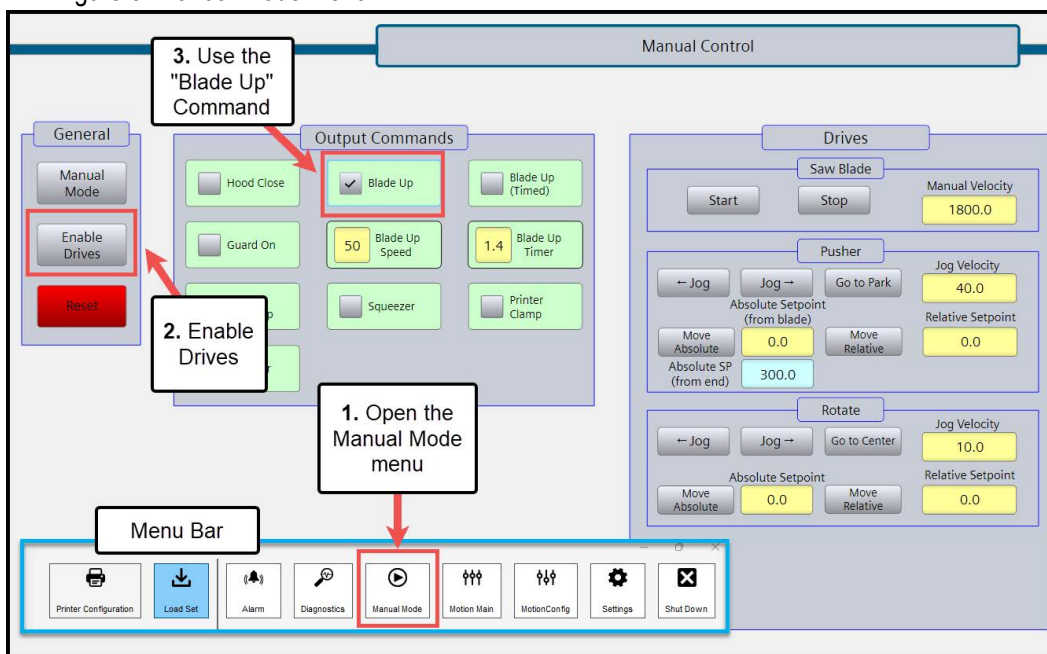 Manual Control
3. Use the
"Blade Up"
Command
General
Manual
Mode
Enable
Drives
Reset
2. Enable
Drives
Output Commands
Hood Close
✓ Blade Up
Blade Up
(Timed)
Guard On
50 Blade Up
Speed
1.4 Blade Up
Timer
Squeezer
Printer
Clamp
1. Open the
Manual Mode
menu
Drives
Saw Blade
Start
Stop
Manual Velocity
1800.0
Pusher
←Jog
Jog→
Go to Park
Jog Velocity
40.0
Absolute Setpoint
(from blade)
Relative Setpoint
Move
Absolute
0.0
Move
Relative
0.0
Absolute SP
(from end)
300.0
Rotate
←Jog
Jog→
Go to Center
Jog Velocity
10.0
Absolute Setpoint
Relative Setpoint
Move
Absolute
0.0
Move
Relative
0.0
Menu Bar
Printer Configuration
Load Set
Alarm
Diagnostics
Manual Mode
Motion Main
MotionConfig
Settings
Shut Down